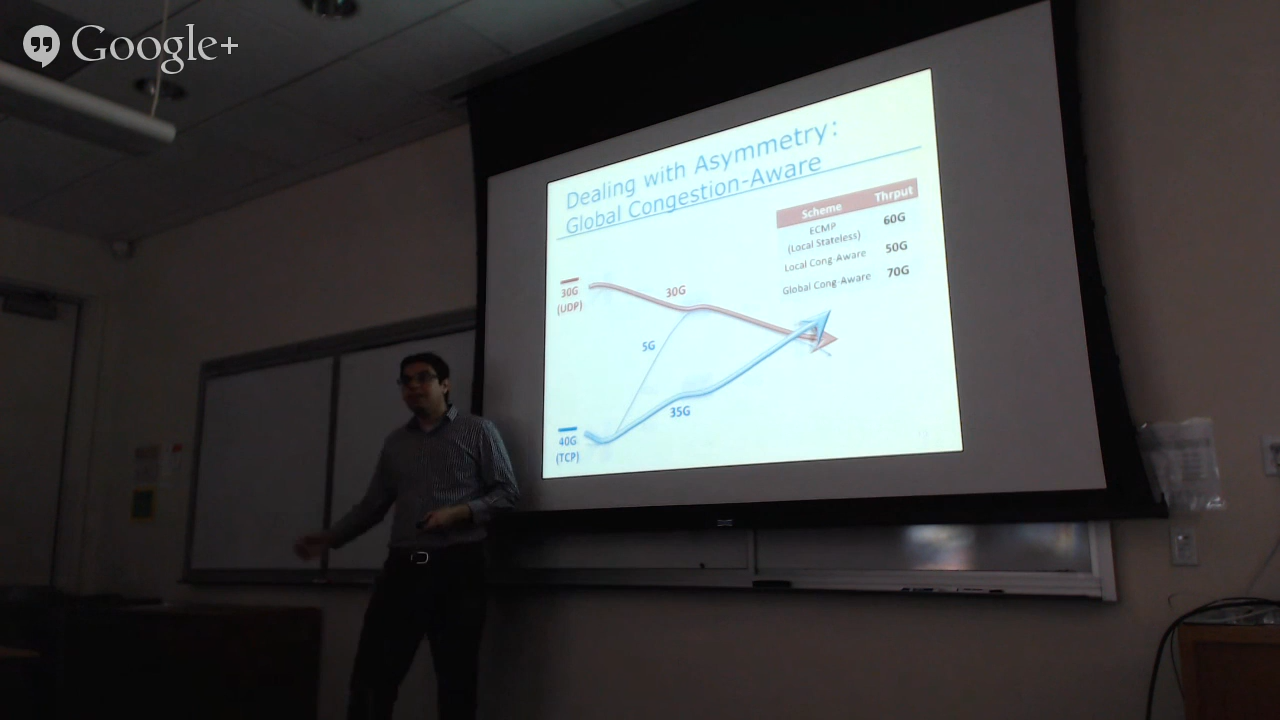 Google+
Dealing with Asymmetry:
Global Congestion-Aware
Scheme Thrput
ECMP
(Local Stateless) 60G
Local Cong-Aware 50G
Global Cong-Aware 70G
30G
(UDP)
30G
5G
35G
40G
(TCP)